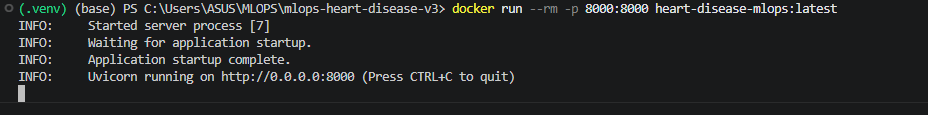 (.venv) (base) PS C:\Users\ASUS\MLOPS\mlops-heart-disease-v3> docker run --rm -p 8000:8000 heart-disease-mlops:latest
INFO:     Started server process [7]
INFO:     Waiting for application startup.
INFO:     Application startup complete.
INFO:     Uvicorn running on http://0.0.0.0:8000 (Press CTRL+C to quit)